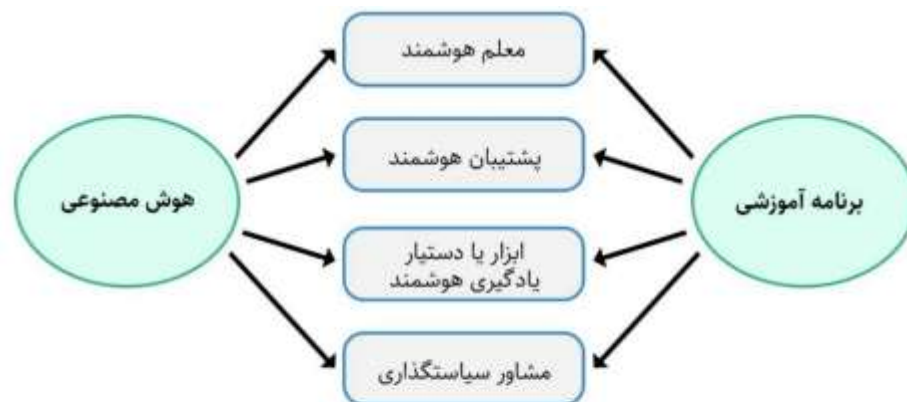 معلم هوشمند
پشتیبان هوشمند
برنامه آموزشی
هوش مصنوعی
ابزار یا دستیار
یادگیری هوشمند
مشاور سیاستگذاری